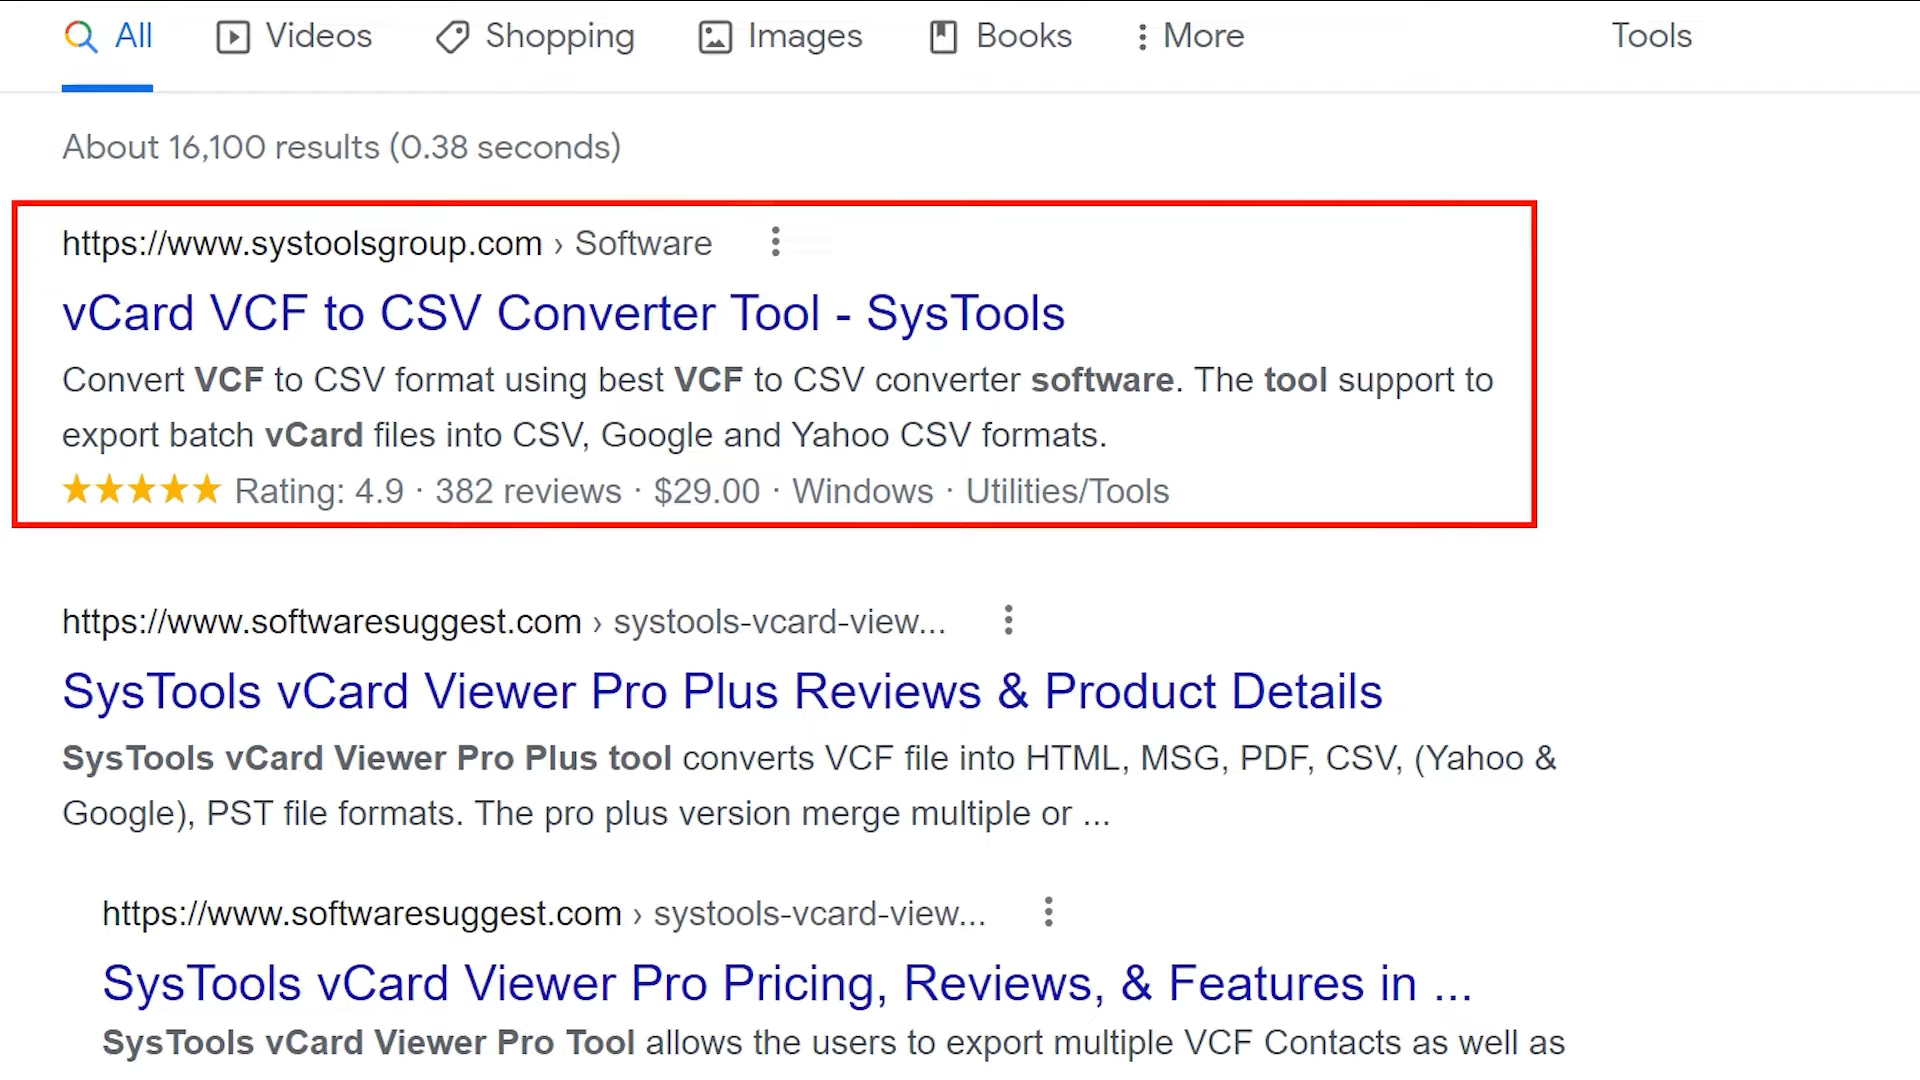 All Videos Shopping Images Books More Tools
About 16,100 results (0.38 seconds)
https://www.systoolsgroup.com › Software
vCard VCF to CSV Converter Tool - SysTools
Convert VCF to CSV format using best VCF to CSV converter software. The tool support to
export batch vCard files into CSV, Google and Yahoo CSV formats.
Rating: 4.9 · 382 reviews · $29.00 · Windows · Utilities/Tools
https://www.softwaresuggest.com › systools-vcard-view...
SysTools vCard Viewer Pro Plus Reviews & Product Details
SysTools vCard Viewer Pro Plus tool converts VCF file into HTML, MSG, PDF, CSV, (Yahoo &
Google), PST file formats. The pro plus version merge multiple or ...
https://www.softwaresuggest.com › systools-vcard-view...
SysTools vCard Viewer Pro Pricing, Reviews, & Features in ...
SysTools vCard Viewer Pro Tool allows the users to export multiple VCF Contacts as well as